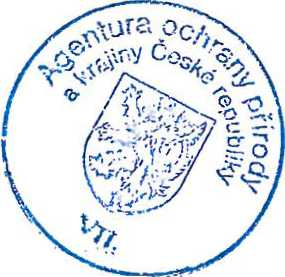 Agentura ochrany přírody
a krajiny České republiky
VII.